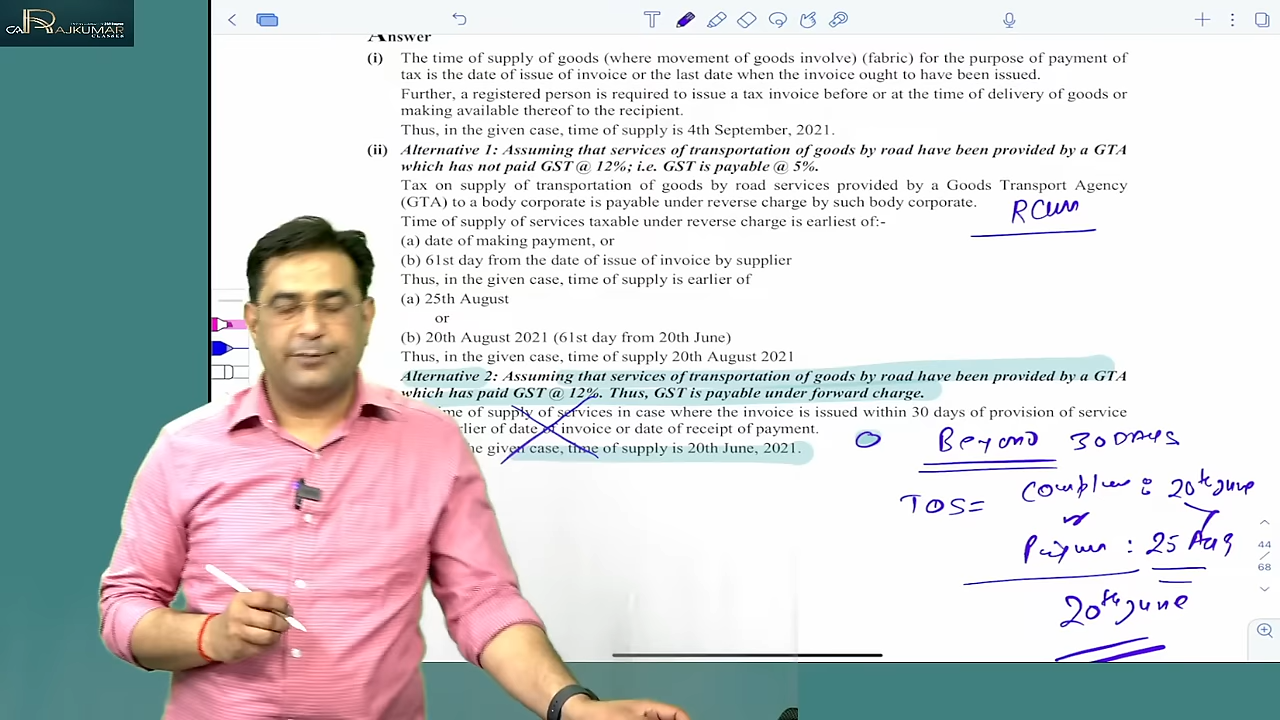 CA RAJKUMAR
CLASSES
Answer
(i) The time of supply of goods (where movement of goods involve) (fabric) for the purpose of payment of
tax is the date of issue of invoice or the last date when the invoice ought to have been issued.
Further, a registered person is required to issue a tax invoice before or at the time of delivery of goods or
making available thereof to the recipient.
Thus, in the given case, time of supply is 4th September, 2021.
(ii) Alternative 1: Assuming that services of transportation of goods by road have been provided by a GTA
which has not paid GST @ 12%; i.e. GST is payable @ 5%.
Tax on supply of transportation of goods by road services provided by a Goods Transport Agency
(GTA) to a body corporate is payable under reverse charge by such body corporate.
RCM
Time of supply of services taxable under reverse charge is earliest of:-
(a) date of making payment, or
(b) 61st day from the date of issue of invoice by supplier
Thus, in the given case, time of supply is earlier of
(a) 25th August
or
(b) 20th August 2021 (61st day from 20th June)
Thus, in the given case, time of supply 20th August 2021
Alternative 2: Assuming that services of transportation of goods by road have been provided by a GTA
which has paid GST @ 12%. Thus, GST is payable under forward charge.
ime of supply of services in case where the invoice is issued within 30 days of provision of service
rlier of date of invoice or date of receipt of payment.
he given case, time of supply is 20th June, 2021.
Beyond 30 DAYS
TOS= : 20th June
or
: 25 Aug
20th June
44
68